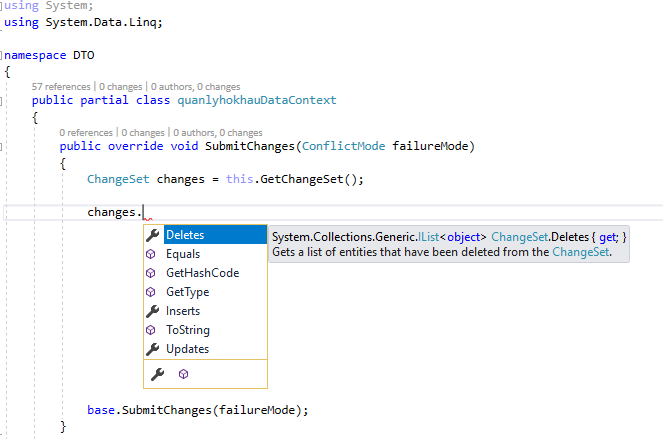 using System;
using System.Data.Linq;
namespace DTO
{
57 references | 0 changes | 0 authors, 0 changes
public partial class quanlyhokhauDataContext
{
0 references | 0 changes | 0 authors, 0 changes
public override void SubmitChanges(ConflictMode failureMode)
{
ChangeSet changes = this.GetChangeSet();
changes.
Deletes
System.Collections.Generic.IList<object> ChangeSet.Deletes { get; }
Gets a list of entities that have been deleted from the ChangeSet.
Equals
GetHashCode
GetType
Inserts
ToString
Updates
base.SubmitChanges(failureMode);
}